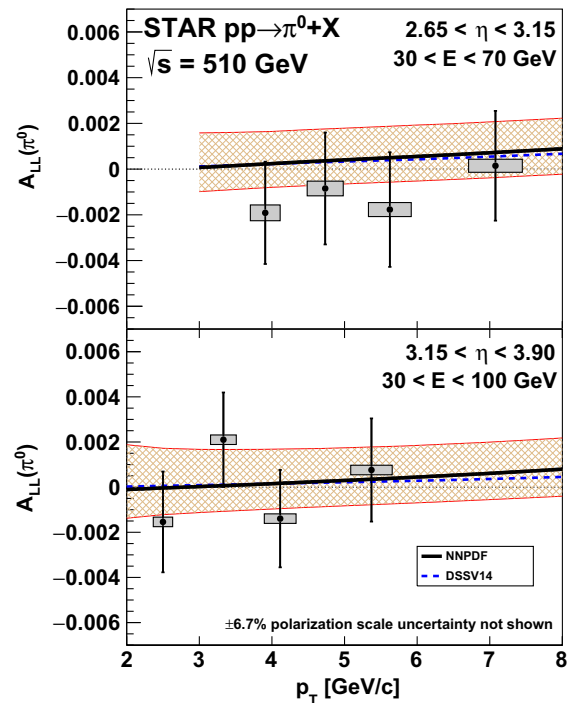 STAR pp→π⁰+X
√s = 510 GeV
2.65 < η < 3.15
30 < E < 70 GeV
A_LL(π⁰)
0.006
0.004
0.002
0
−0.002
−0.004
−0.006
3.15 < η < 3.90
30 < E < 100 GeV
A_LL(π⁰)
0.006
0.004
0.002
0
−0.002
−0.004
−0.006
NNPDF
DSSV14
±6.7% polarization scale uncertainty not shown
2 3 4 5 6 7 8
p_T [GeV/c]